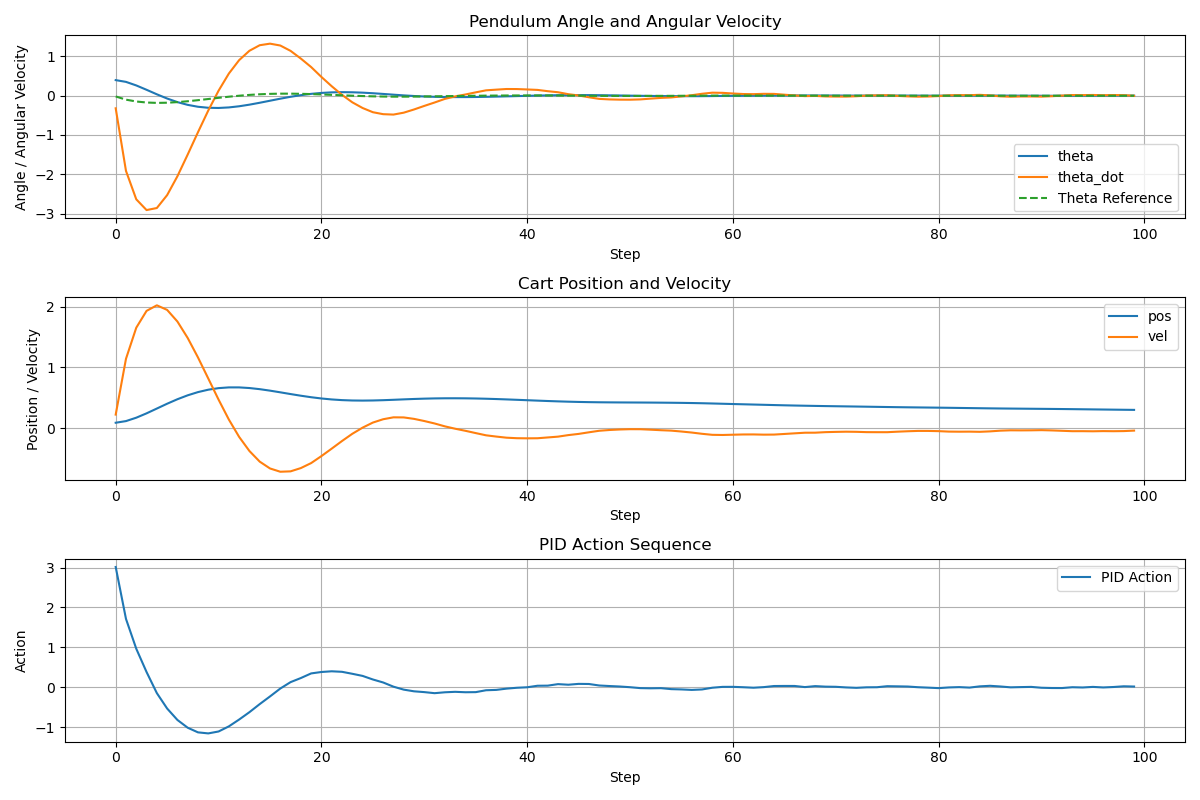 Pendulum Angle and Angular Velocity
Angle / Angular Velocity
1
0
−1
−2
−3
theta
theta_dot
Theta Reference
0 20 40 60 80 100
Step
Cart Position and Velocity
Position / Velocity
2
1
0
pos
vel
0 20 40 60 80 100
Step
PID Action Sequence
Action
3
2
1
0
−1
PID Action
0 20 40 60 80 100
Step